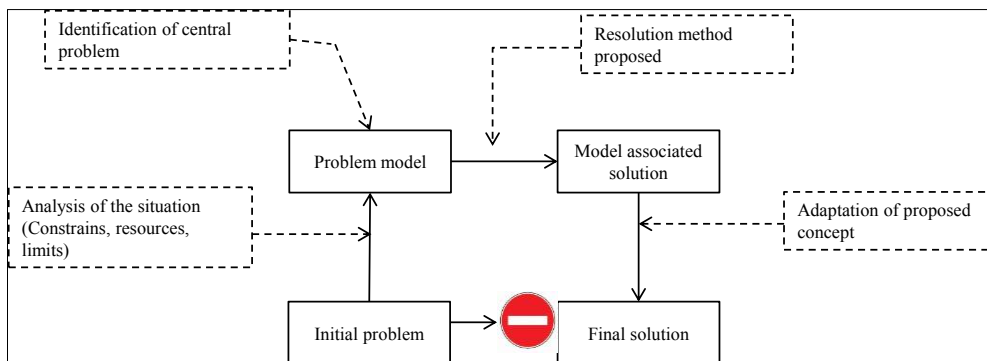 Identification of central
problem
Resolution method
proposed
Problem model
Model associated
solution
Analysis of the situation
(Constrains, resources,
limits)
Adaptation of proposed
concept
Initial problem
Final solution